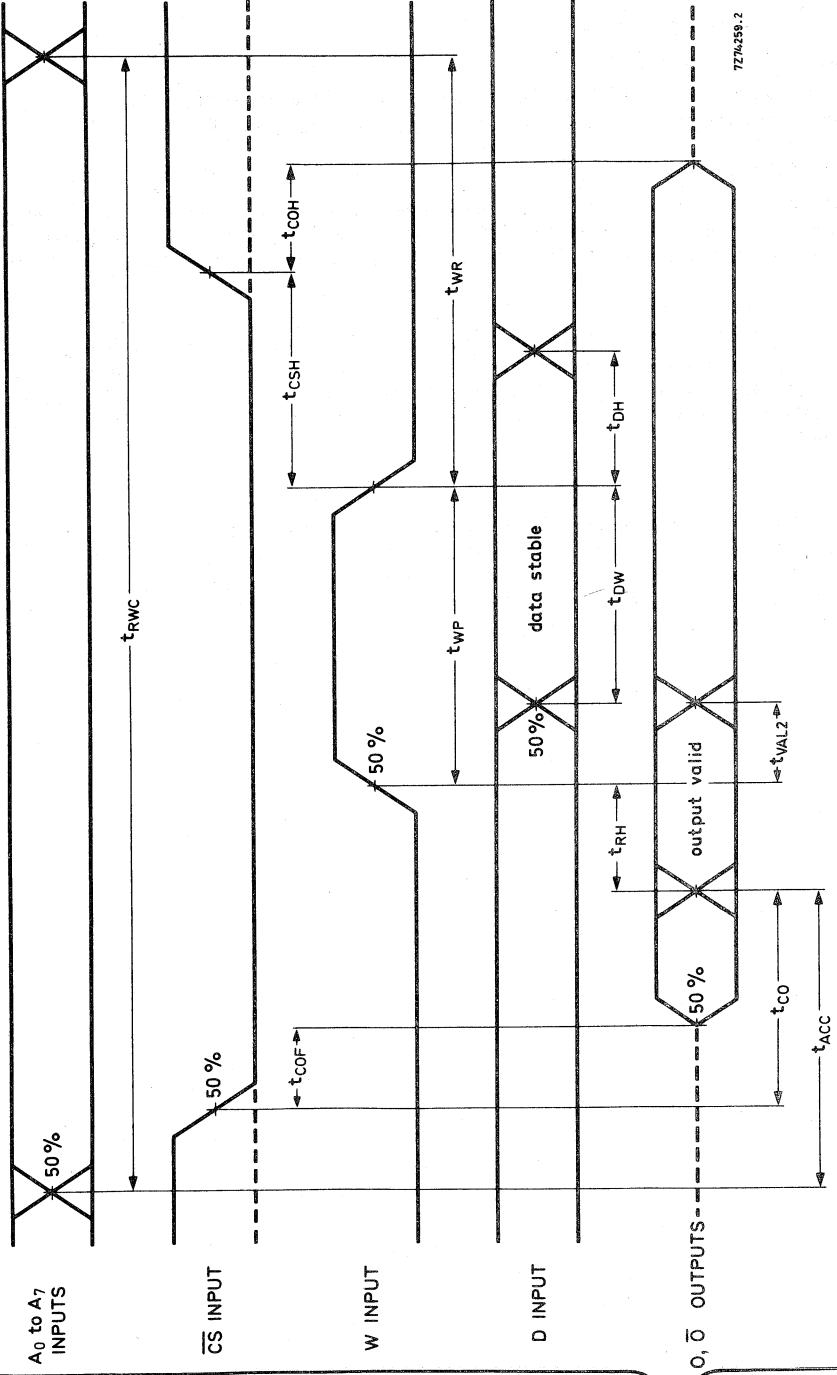 A0 to A7
INPUTS
50%
tRWC
CS INPUT
50%
tCOF
tCSH
tCOH
W INPUT
50%
tWP
tWR
D INPUT
50%
data stable
tRH
tDW
tDH
O, O OUTPUTS
50%
output valid
tCO
tVAL2
tACC
7Z74259.2